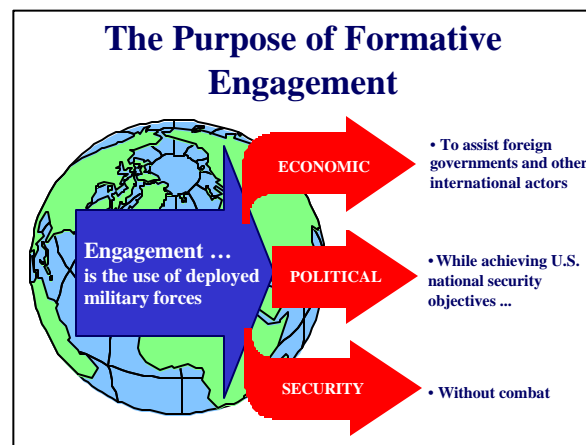 The Purpose of Formative
Engagement
Engagement ...
is the use of deployed
military forces
ECONOMIC
• To assist foreign
governments and other
international actors
POLITICAL
• While achieving U.S.
national security
objectives ...
SECURITY
• Without combat